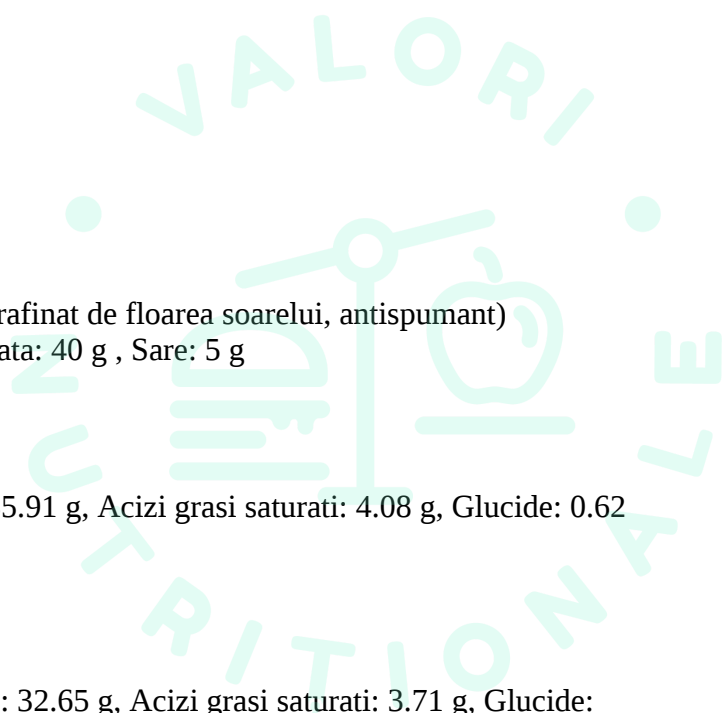 VALORI
rafinat de floarea soarelui, antispumant)
ata: 40 g , Sare: 5 g
5.91 g, Acizi grasi saturati: 4.08 g, Glucide: 0.62
: 32.65 g, Acizi grasi saturati: 3.71 g, Glucide:
NUTRIȚIONALE